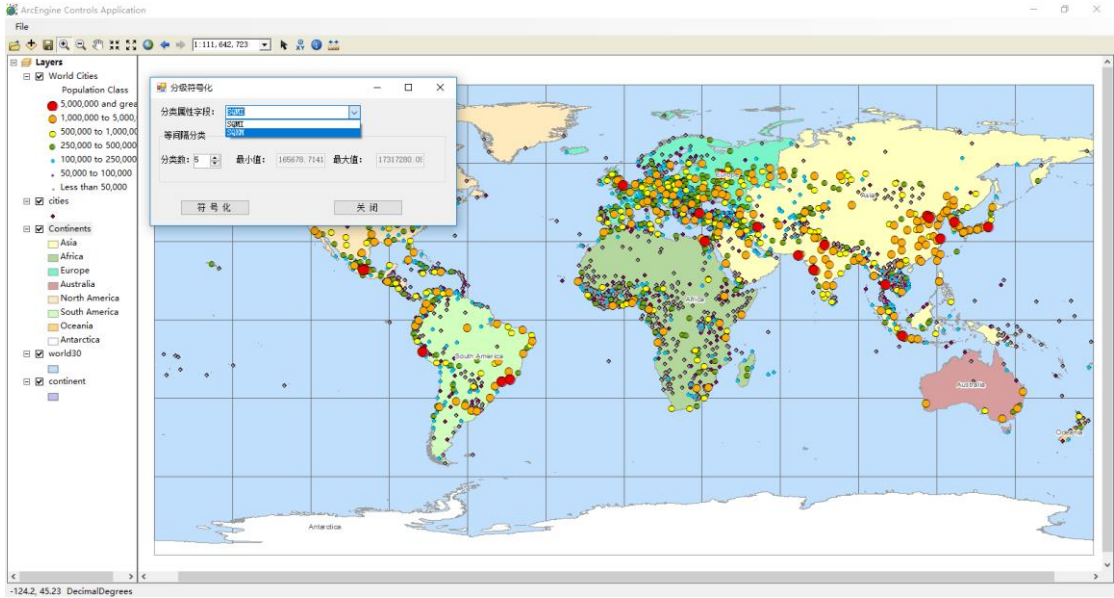 ArcEngine Controls Application
File
1:111,642,723
Layers
World Cities
Population Class
5,000,000 and grea
1,000,000 to 5,000,
500,000 to 1,000,00
250,000 to 500,000
100,000 to 250,000
50,000 to 100,000
Less than 50,000
cities
Continents
Asia
Africa
Europe
Australia
North America
South America
Oceania
Antarctica
world30
continent
分级符号化
分类属性字段: SQMI
SQMI
SQKM
等间隔分类
分类数: 5 最小值: 165678.7141 最大值: 17317280.09
符号化 关闭
Europe
Asia
Africa
South America
Australia
Oceania
Antarctica
-124.2, 45.23 DecimalDegrees